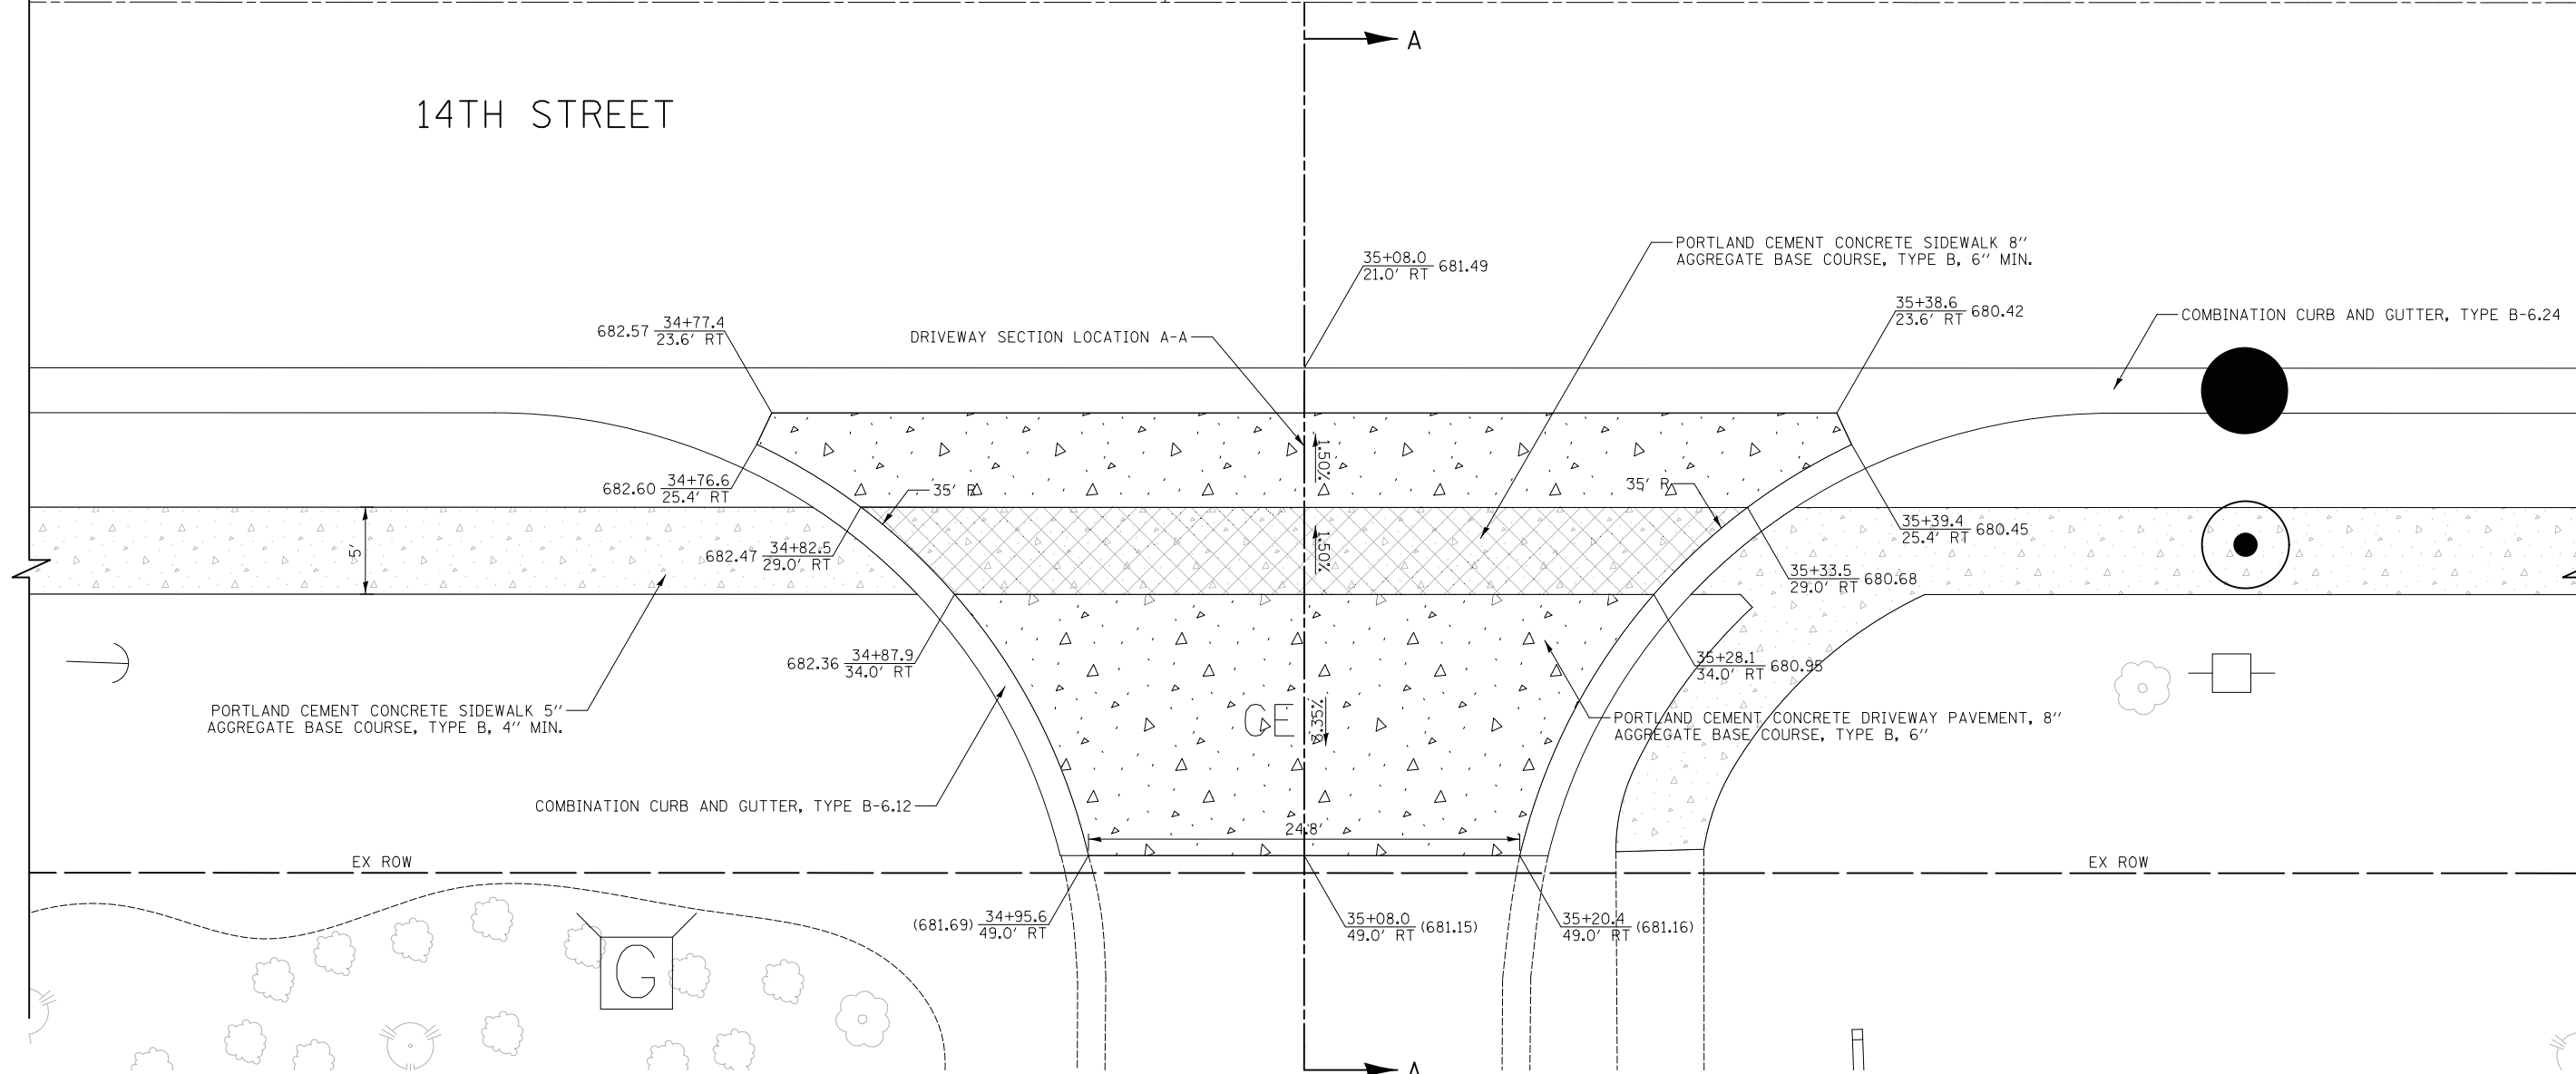 A
14TH STREET
PORTLAND CEMENT CONCRETE SIDEWALK 8"
AGGREGATE BASE COURSE, TYPE B, 6" MIN.
35+08.0
21.0' RT
681.49
35+38.6
23.6' RT
680.42
COMBINATION CURB AND GUTTER, TYPE B-6.24
682.57
34+77.4
23.6' RT
DRIVEWAY SECTION LOCATION A-A
1.50%
682.60
34+76.6
25.4' RT
35' R
35' R
35+39.4
25.4' RT
680.45
5'
682.47
34+82.5
29.0' RT
1.50%
35+33.5
29.0' RT
680.68
682.36
34+87.9
34.0' RT
35+28.1
34.0' RT
680.95
PORTLAND CEMENT CONCRETE SIDEWALK 5"
AGGREGATE BASE COURSE, TYPE B, 4" MIN.
CE
PORTLAND CEMENT CONCRETE DRIVEWAY PAVEMENT, 8"
AGGREGATE BASE COURSE, TYPE B, 6"
COMBINATION CURB AND GUTTER, TYPE B-6.12
24.8'
EX ROW
EX ROW
(681.69)
34+95.6
49.0' RT
35+08.0
49.0' RT
(681.15)
35+20.4
49.0' RT
(681.16)
G
A